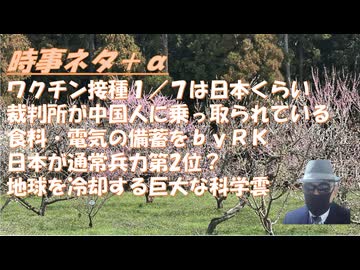 時事ネタ＋α
ワクチン接種１／７は日本くらい
裁判所が中国人に乗っ取られている
食料・電気の備蓄をｂｙＲＫ
日本が通常兵力第2位？
地球を冷却する巨大な科学雲